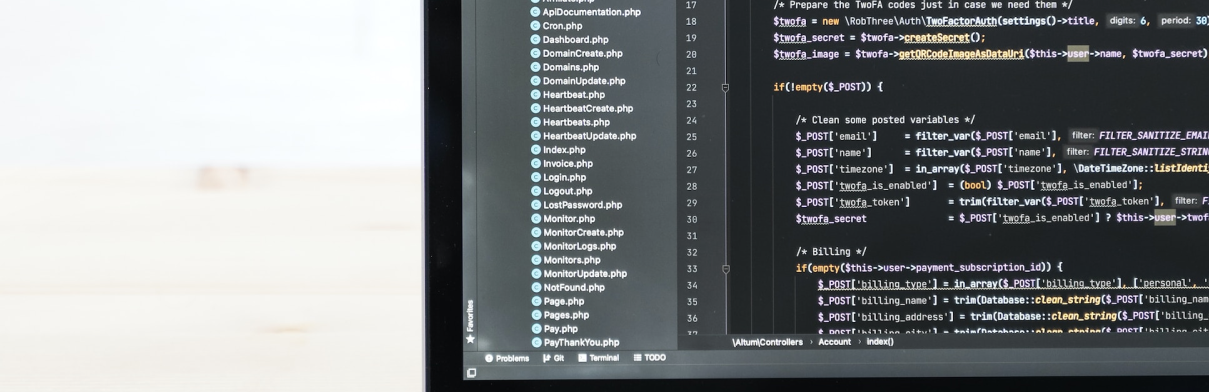 ApiDocumentation.php
Cron.php
Dashboard.php
DomainCreate.php
Domains.php
DomainUpdate.php
Heartbeat.php
HeartbeatCreate.php
Heartbeats.php
HeartbeatUpdate.php
Index.php
Invoice.php
Login.php
Logout.php
LostPassword.php
Monitor.php
MonitorCreate.php
MonitorLogs.php
Monitors.php
MonitorUpdate.php
NotFound.php
Page.php
Pages.php
Pay.php
PayThankYou.php
Favorites
17 /* Prepare the TwoFA codes just in case we need them */
18 $twofa = new \RobThree\Auth\TwoFactorAuth(settings()->title, digits: 6, period: 30
19 $twofa_secret = $twofa->createSecret();
20 $twofa_image = $twofa->getQRCodeImageAsDataUri($this->user->name, $twofa_secret)
21
22 if(!empty($_POST)) {
23
24 /* Clean some posted variables */
25 $_POST['email'] = filter_var($_POST['email'], filter: FILTER_SANITIZE_EMAI
26 $_POST['name'] = filter_var($_POST['name'], filter: FILTER_SANITIZE_STRIN
27 $_POST['timezone'] = in_array($_POST['timezone'], \DateTimeZone::listIdenti
28 $_POST['twofa_is_enabled'] = (bool) $_POST['twofa_is_enabled'];
29 $_POST['twofa_token'] = trim(filter_var($_POST['twofa_token'], filter: F
30 $twofa_secret = $_POST['twofa_is_enabled'] ? $this->user->twof
31
32 /* Billing */
33 if(empty($this->user->payment_subscription_id)) {
34 $_POST['billing_type'] = in_array($_POST['billing_type'], ['personal', '
35 $_POST['billing_name'] = trim(Database::clean_string($_POST['billing_nam
36 $_POST['billing_address'] = trim(Database::clean_string($_POST['billing_
\Altum\Controllers › Account › index()
Problems Git Terminal TODO